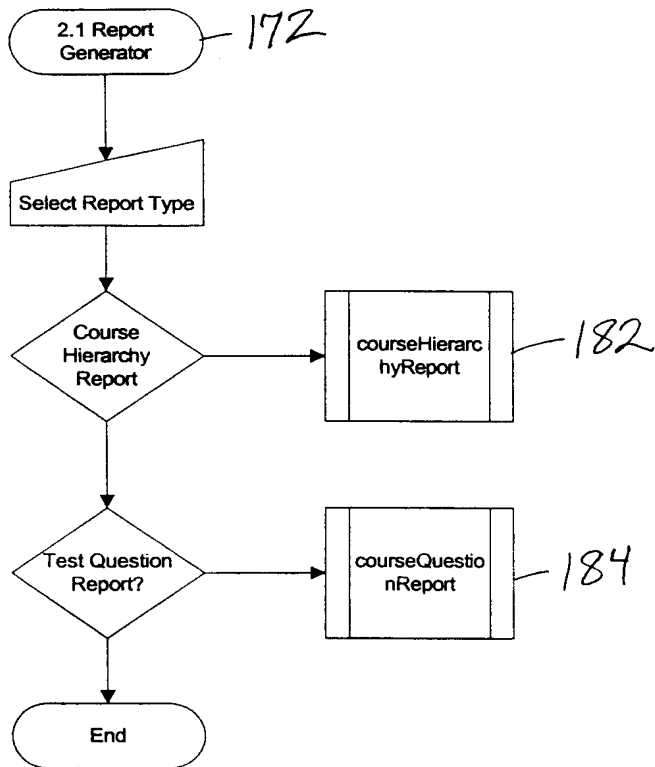 2.1 Report
Generator
172
Select Report Type
Course
Hierarchy
Report
courseHierarc
hyReport
182
Test Question
Report?
courseQuestio
nReport
184
End